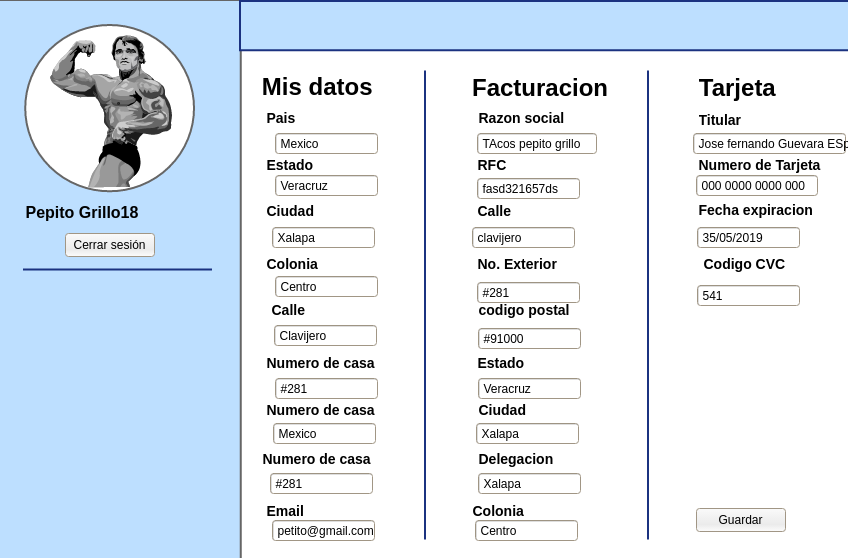 Pepito Grillo18
Cerrar sesión
Mis datos
Pais
Mexico
Estado
Veracruz
Ciudad
Xalapa
Colonia
Centro
Calle
Clavijero
Numero de casa
#281
Numero de casa
Mexico
Numero de casa
#281
Email
petito@gmail.com
Facturacion
Razon social
TAcos pepito grillo
RFC
fasd321657ds
Calle
clavijero
No. Exterior
#281
codigo postal
#91000
Estado
Veracruz
Ciudad
Xalapa
Delegacion
Xalapa
Colonia
Centro
Tarjeta
Titular
Jose fernando Guevara ESp
Numero de Tarjeta
000 0000 0000 000
Fecha expiracion
35/05/2019
Codigo CVC
541
Guardar